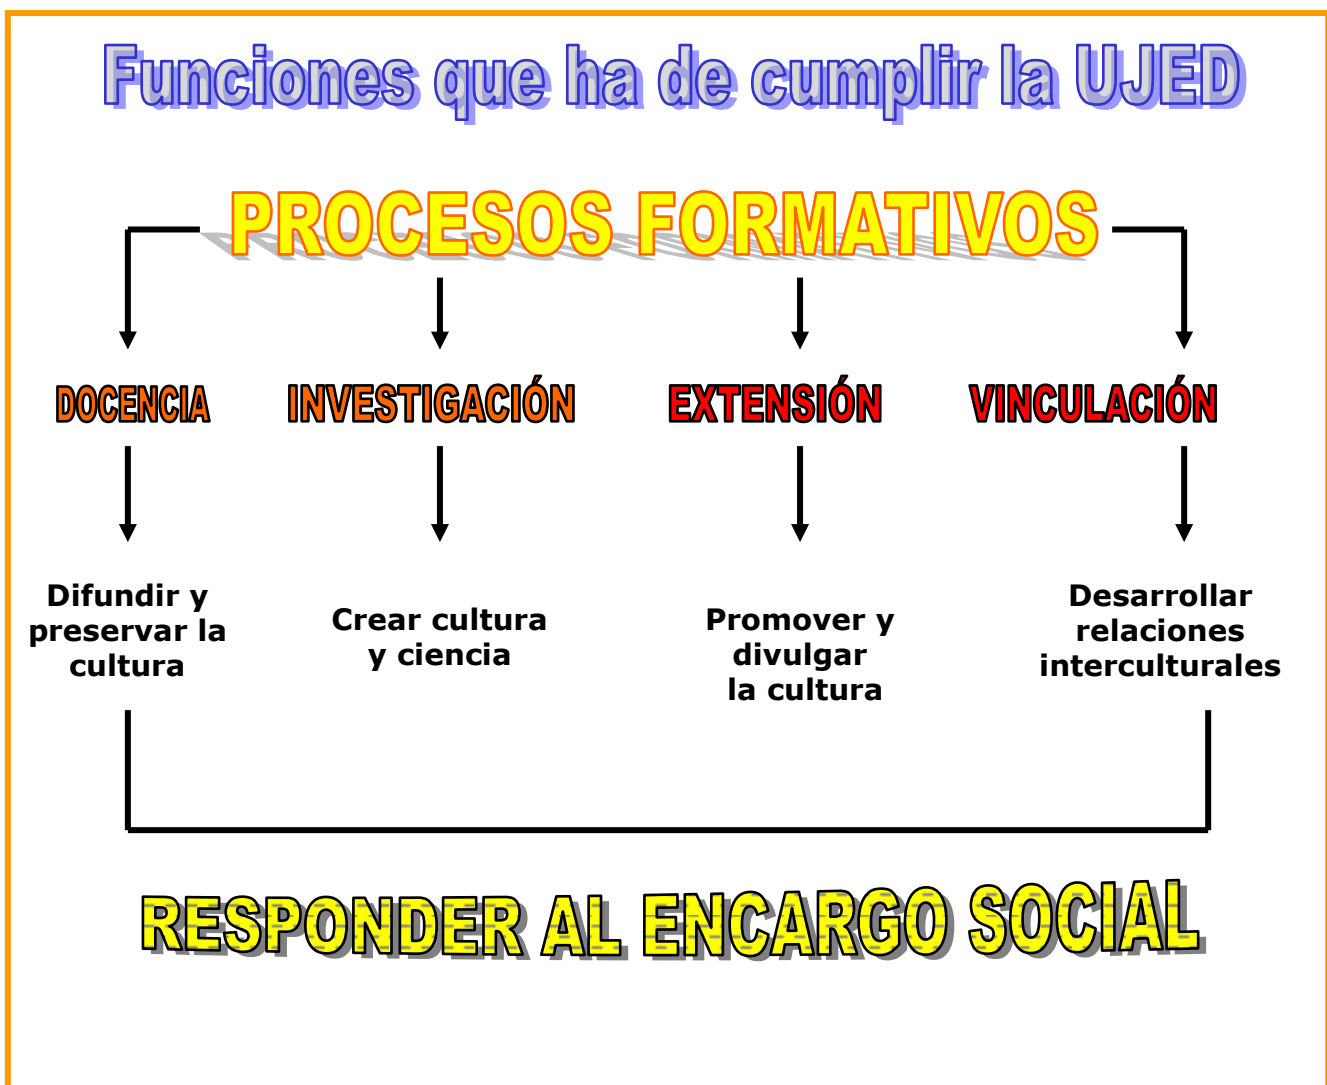 Funciones que ha de cumplir la UJED
PROCESOS FORMATIVOS
DOCENCIA
INVESTIGACIÓN
EXTENSIÓN
VINCULACIÓN
Difundir y
preservar la
cultura
Crear cultura
y ciencia
Promover y
divulgar
la cultura
Desarrollar
relaciones
interculturales
RESPONDER AL ENCARGO SOCIAL